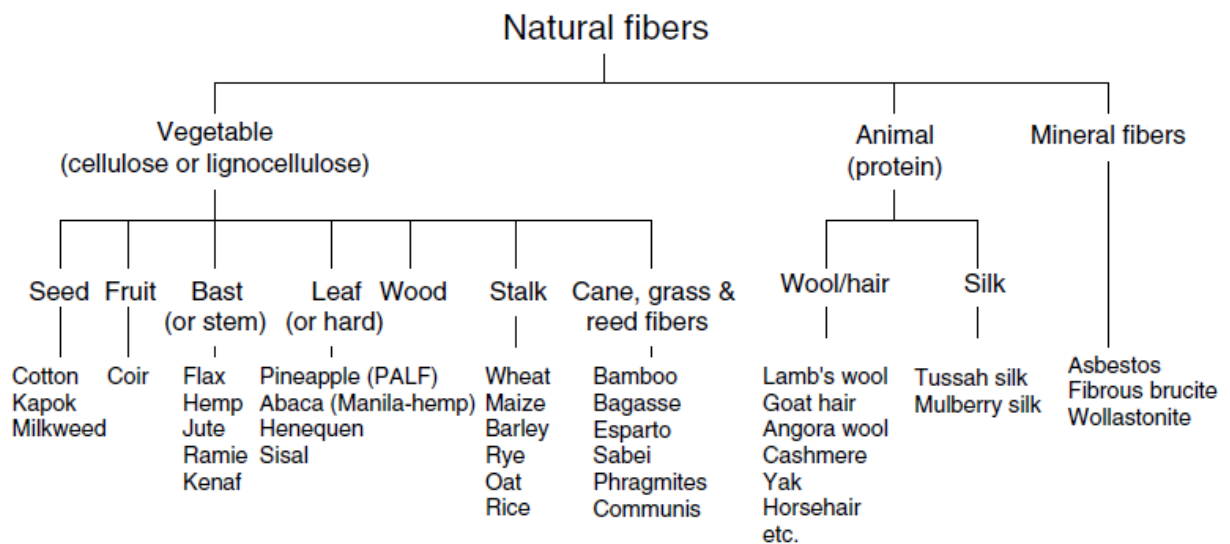 Natural fibers
Vegetable
(cellulose or lignocellulose)
Animal
(protein)
Mineral fibers
Seed
Fruit
Bast
(or stem)
Leaf
(or hard)
Wood
Stalk
Cane, grass &
reed fibers
Wool/hair
Silk
Cotton
Kapok
Milkweed
Coir
Flax
Hemp
Jute
Ramie
Kenaf
Pineapple (PALF)
Abaca (Manila-hemp)
Henequen
Sisal
Wheat
Maize
Barley
Rye
Oat
Rice
Bamboo
Bagasse
Esparto
Sabei
Phragmites
Communis
Lamb's wool
Goat hair
Angora wool
Cashmere
Yak
Horsehair
etc.
Tussah silk
Mulberry silk
Asbestos
Fibrous brucite
Wollastonite